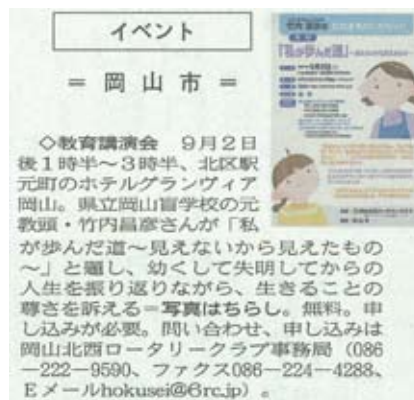 イベント
＝岡山市＝
◇教育講演会　９月２日
後１時半～３時半、北区駅
元町のホテルグランヴィア
岡山。県立岡山盲学校の元
教頭・竹内昌彦さんが「私
が歩んだ道～見えないから見えたもの
～」と題し、幼くして失明してからの
人生を振り返りながら、生きることの
尊さを訴える＝写真はちらし。無料。申
し込みが必要。問い合わせ、申し込みは
岡山北西ロータリークラブ事務局（086
―222―9590、ファクス086―224―4288、
Ｅメールhokusei@6rc.jp）。
「私が歩んだ道」